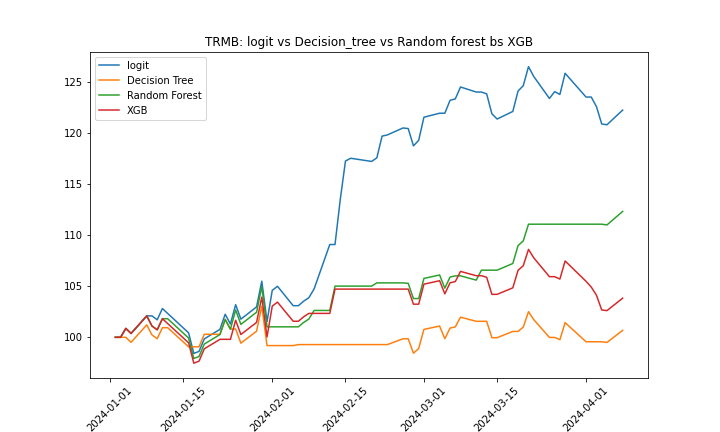 TRMB: logit vs Decision_tree vs Random forest bs XGB
logit
Decision Tree
Random Forest
XGB
125
120
115
110
105
100
2024-01-01
2024-01-15
2024-02-01
2024-02-15
2024-03-01
2024-03-15
2024-04-01